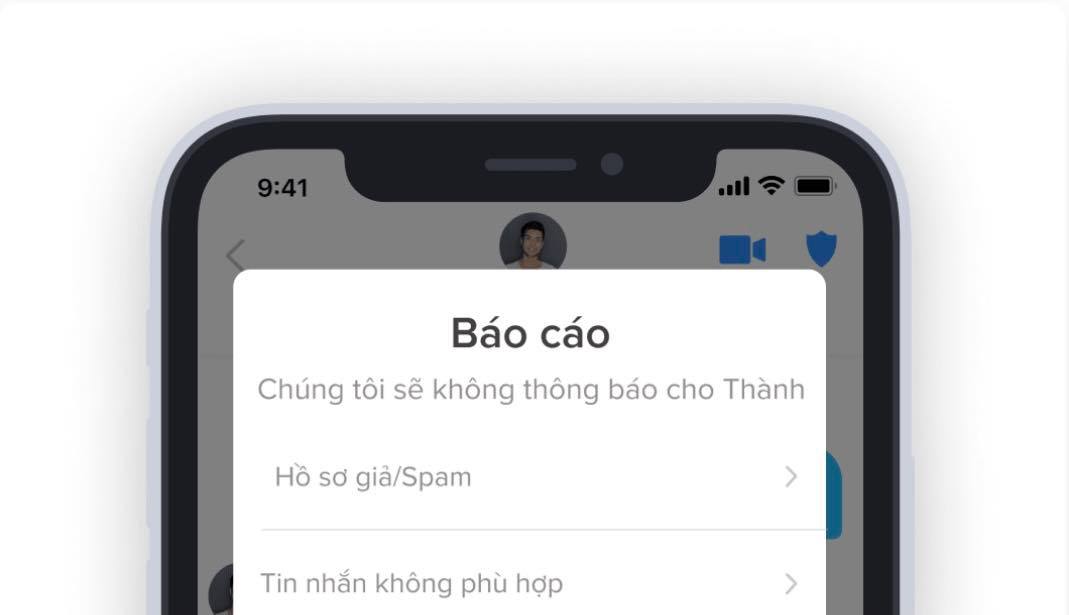 9:41
Báo cáo
Chúng tôi sẽ không thông báo cho Thành
Hồ sơ giả/Spam
Tin nhắn không phù hợp